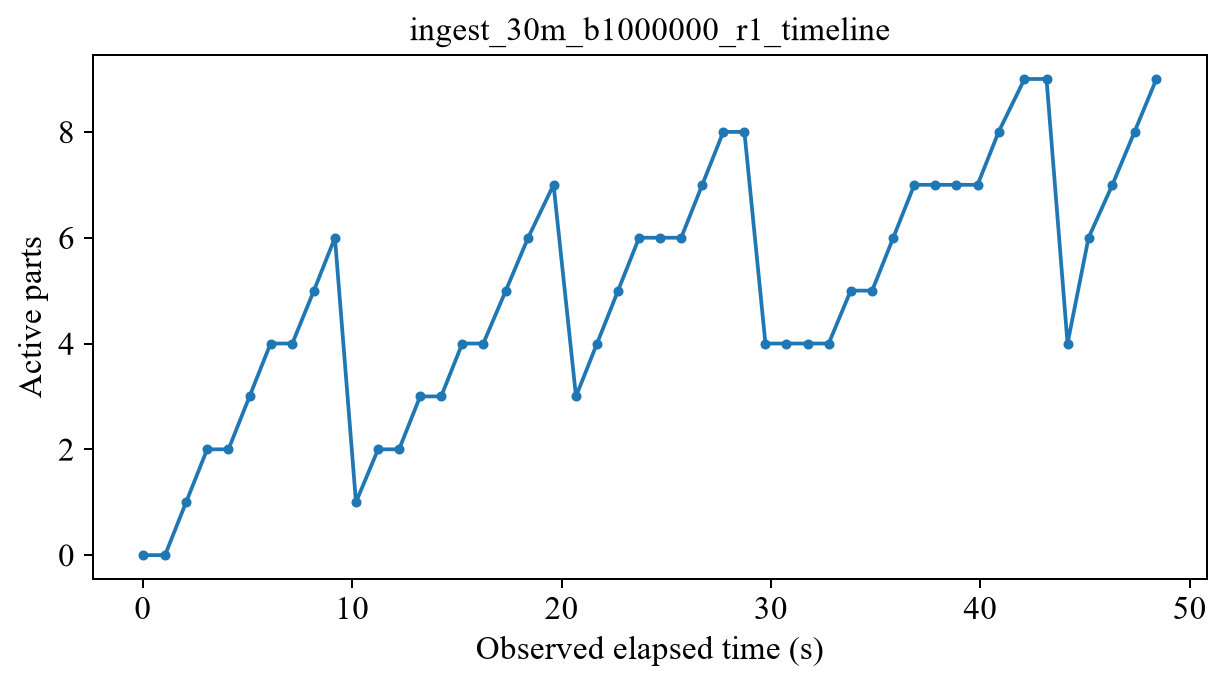 ingest_30m_b1000000_r1_timeline
Active parts
8
6
4
2
0
0 10 20 30 40 50
Observed elapsed time (s)